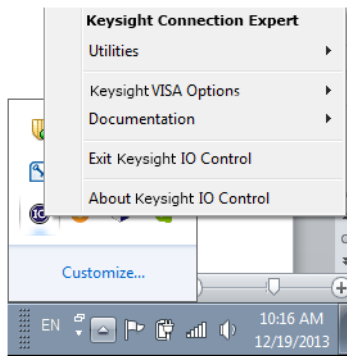 Keysight Connection Expert
Utilities
Keysight VISA Options
Documentation
Exit Keysight IO Control
About Keysight IO Control
IO
Customize...
EN
10:16 AM
12/19/2013